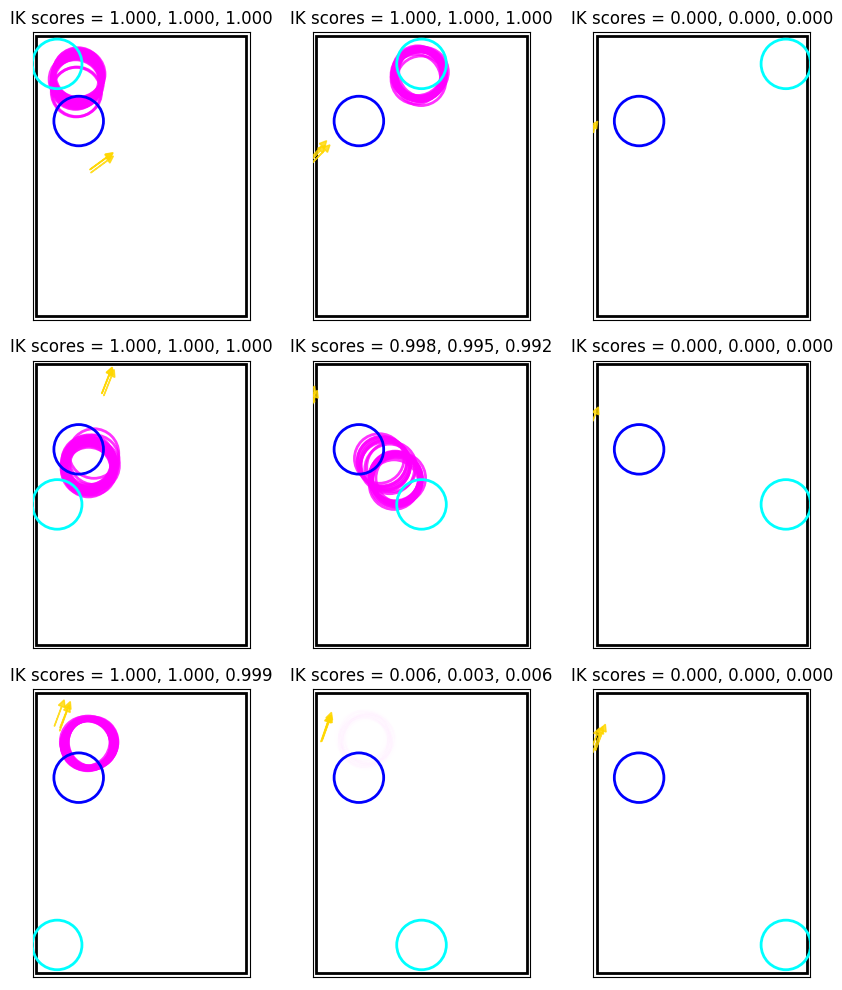 IK scores = 1.000, 1.000, 1.000
IK scores = 1.000, 1.000, 1.000
IK scores = 0.000, 0.000, 0.000
IK scores = 1.000, 1.000, 1.000
IK scores = 0.998, 0.995, 0.992
IK scores = 0.000, 0.000, 0.000
IK scores = 1.000, 1.000, 0.999
IK scores = 0.006, 0.003, 0.006
IK scores = 0.000, 0.000, 0.000